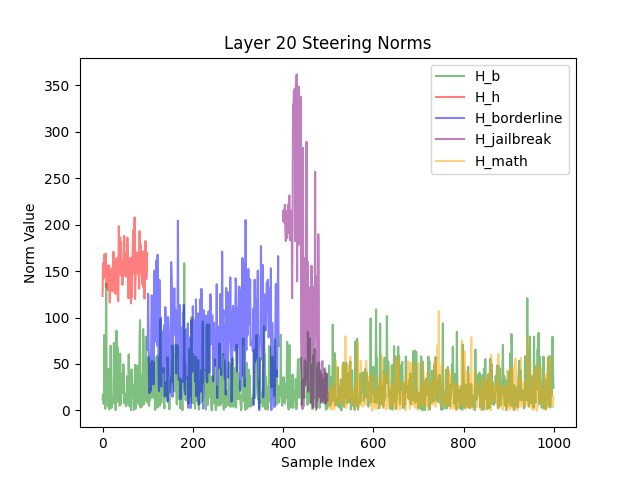 Layer 20 Steering Norms
Norm Value
350
300
250
200
150
100
50
0
H_b
H_h
H_borderline
H_jailbreak
H_math
0
200
400
600
800
1000
Sample Index